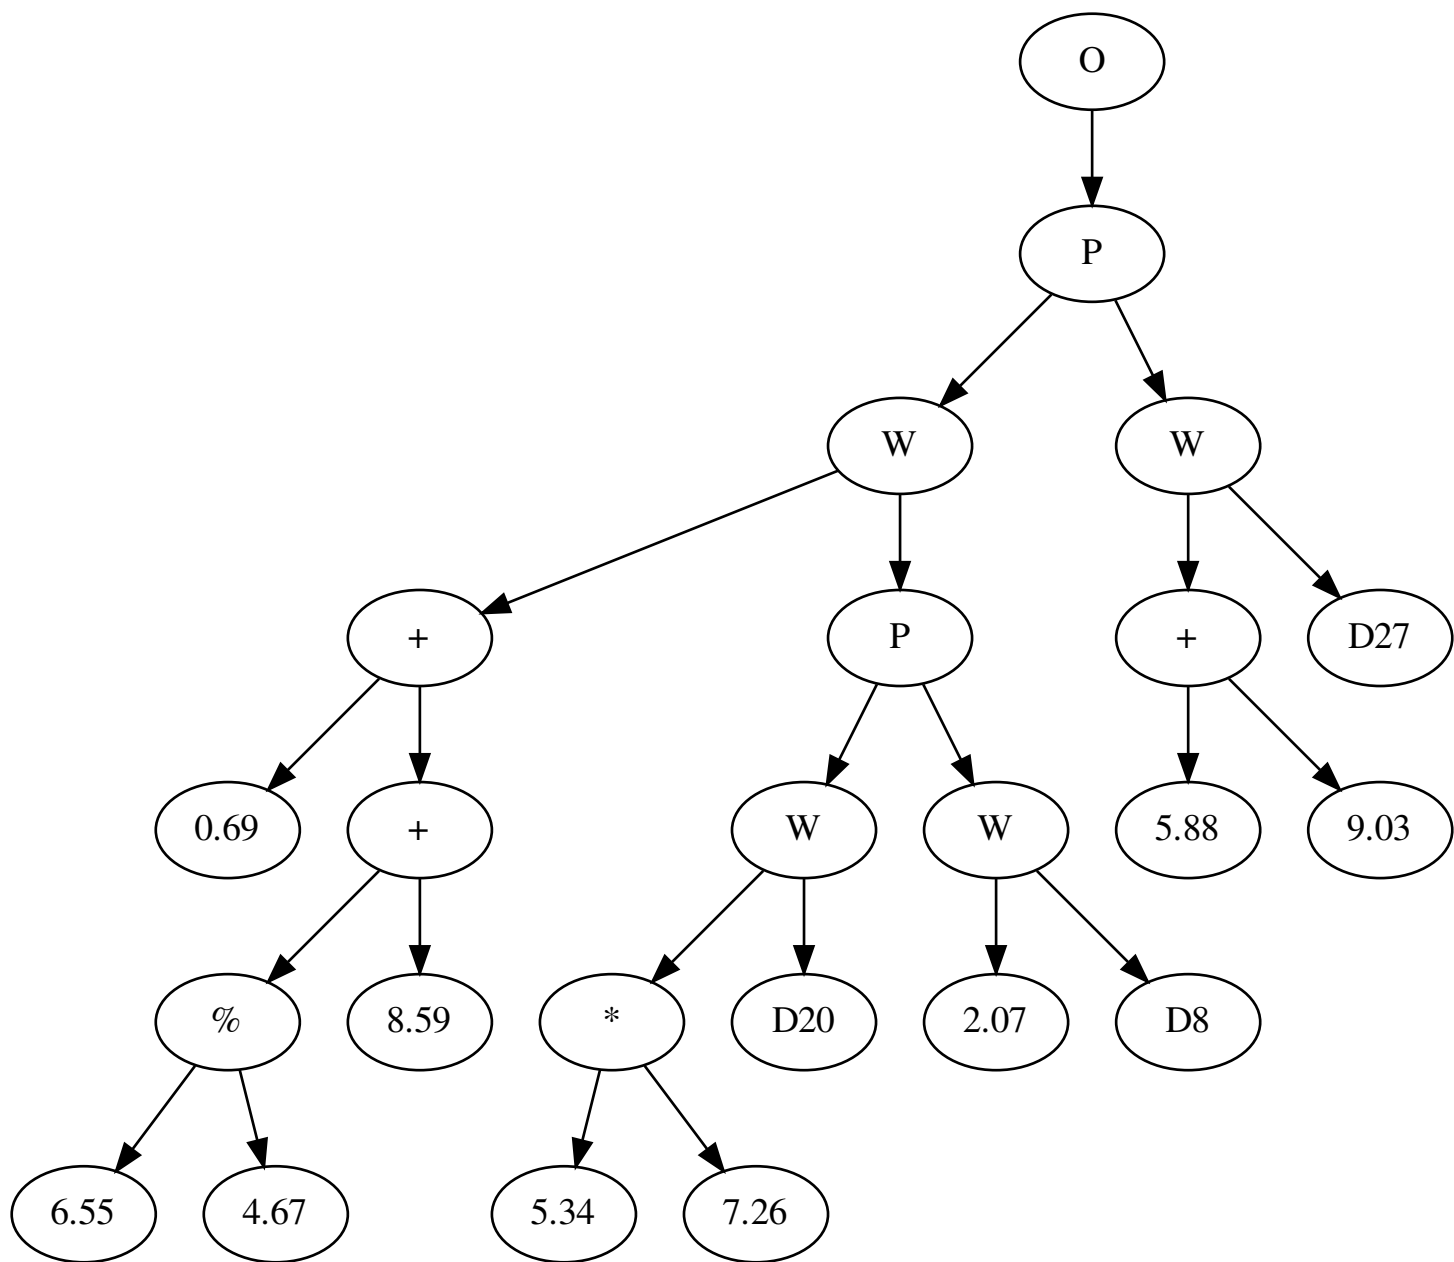 O
P
W W
+ P + D27
0.69 + W W 5.88 9.03
% 8.59 * D20 2.07 D8
6.55 4.67 5.34 7.26